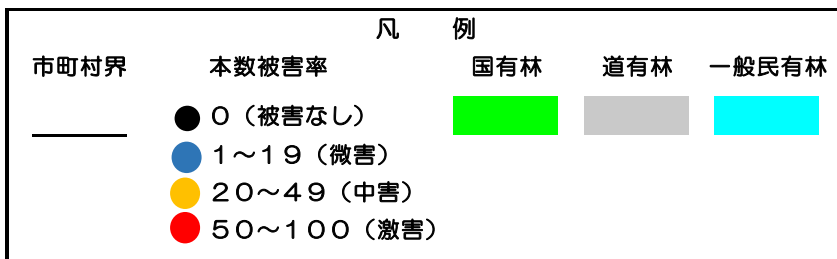 凡　例
市町村界　本数被害率　国有林　道有林　一般民有林
０（被害なし）
１～１９（微害）
２０～４９（中害）
５０～１００（激害）